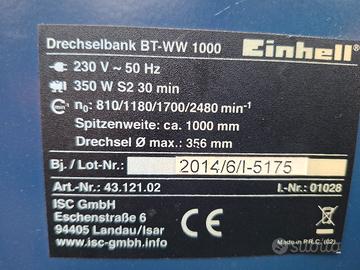 Drechselbank BT-WW 1000 Einhell
230 V ~ 50 Hz
350 W S2 30 min
n₀: 810/1180/1700/2480 min⁻¹
Spitzenweite: ca. 1000 mm
Drechsel Ø max.: 356 mm
Bj./Lot-Nr.: 2014/6/I-5175
Art.-Nr.: 43.121.02 I.-Nr.: 01028
ISC GmbH
Eschenstraße 6
94405 Landau/Isar
www.isc-gmbh.info
CE
Made in P.R.C. (02)
subito